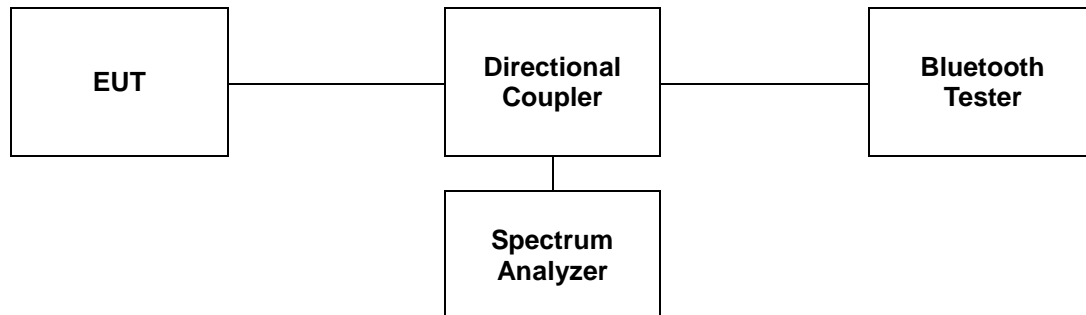 EUT
Directional
Coupler
Bluetooth
Tester
Spectrum
Analyzer